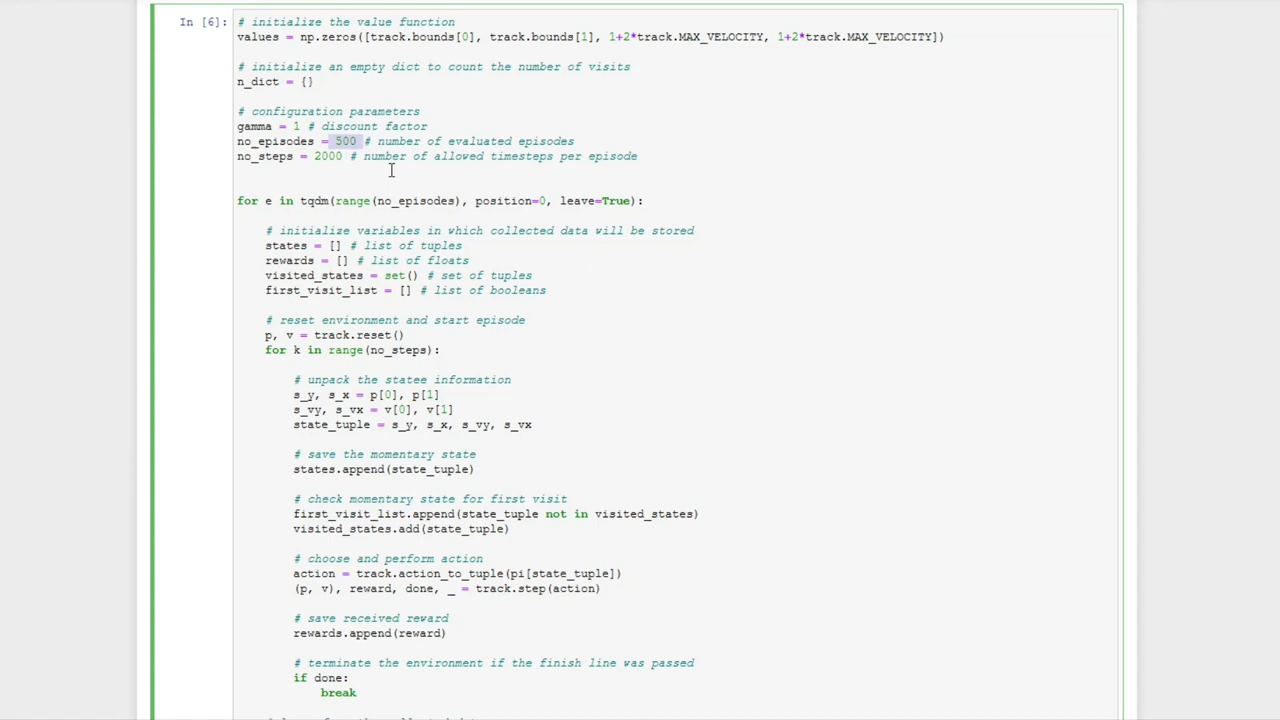 In [6]:
# initialize the value function
values = np.zeros([track.bounds[0], track.bounds[1], 1+2*track.MAX_VELOCITY, 1+2*track.MAX_VELOCITY])
# initialize an empty dict to count the number of visits
n_dict = {}
# configuration parameters
gamma = 1 # discount factor
no_episodes = 500 # number of evaluated episodes
no_steps = 2000 # number of allowed timesteps per episode
for e in tqdm(range(no_episodes), position=0, leave=True):
# initialize variables in which collected data will be stored
states = [] # list of tuples
rewards = [] # list of floats
visited_states = set() # set of tuples
first_visit_list = [] # list of booleans
# reset environment and start episode
p, v = track.reset()
for k in range(no_steps):
# unpack the statee information
s_y, s_x = p[0], p[1]
s_vy, s_vx = v[0], v[1]
state_tuple = s_y, s_x, s_vy, s_vx
# save the momentary state
states.append(state_tuple)
# check momentary state for first visit
first_visit_list.append(state_tuple not in visited_states)
visited_states.add(state_tuple)
# choose and perform action
action = track.action_to_tuple(pi[state_tuple])
(p, v), reward, done, _ = track.step(action)
# save received reward
rewards.append(reward)
# terminate the environment if the finish line was passed
if done:
break